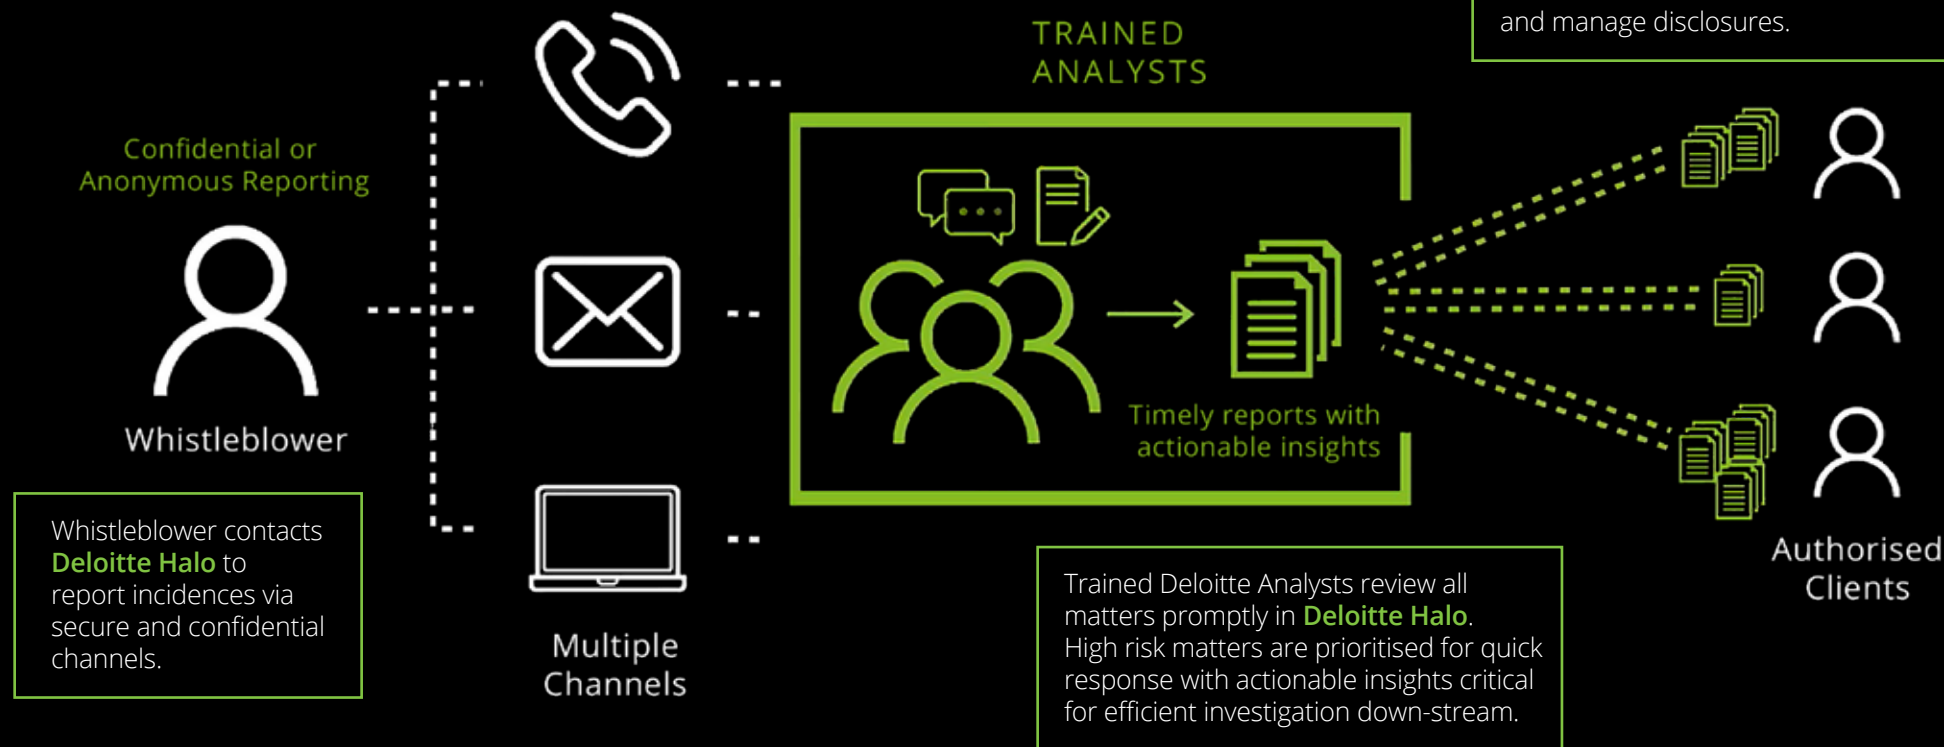 and manage disclosures.
TRAINED
ANALYSTS
Confidential or
Anonymous Reporting
Whistleblower
Whistleblower contacts
Deloitte Halo to
report incidences via
secure and confidential
channels.
Multiple
Channels
Timely reports with
actionable insights
Trained Deloitte Analysts review all
matters promptly in Deloitte Halo.
High risk matters are prioritised for quick
response with actionable insights critical
for efficient investigation down-stream.
Authorised
Clients